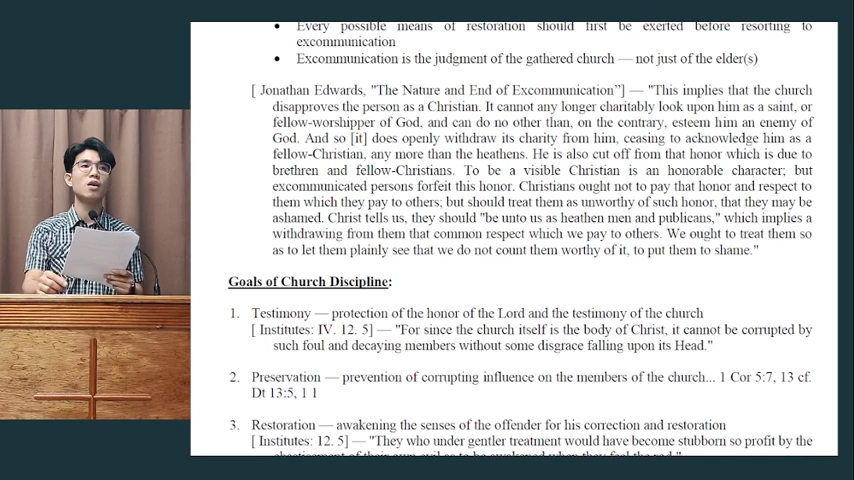 • Every possible means of restoration should first be exerted before resorting to
excommunication
• Excommunication is the judgment of the gathered church — not just of the elder(s)
[ Jonathan Edwards, "The Nature and End of Excommunication"] — "This implies that the church
disapproves the person as a Christian. It cannot any longer charitably look upon him as a saint, or
fellow-worshipper of God, and can do no other than, on the contrary, esteem him an enemy of
God. And so [it] does openly withdraw its charity from him, ceasing to acknowledge him as a
fellow-Christian, any more than the heathens. He is also cut off from that honor which is due to
brethren and fellow-Christians. To be a visible Christian is an honorable character; but
excommunicated persons forfeit this honor. Christians ought not to pay that honor and respect to
them which they pay to others; but should treat them as unworthy of such honor, that they may be
ashamed. Christ tells us, they should "be unto us as heathen men and publicans," which implies a
withdrawing from them that common respect which we pay to others. We ought to treat them so
as to let them plainly see that we do not count them worthy of it, to put them to shame."
Goals of Church Discipline:
1. Testimony — protection of the honor of the Lord and the testimony of the church
[ Institutes: IV. 12. 5] — "For since the church itself is the body of Christ, it cannot be corrupted by
such foul and decaying members without some disgrace falling upon its Head."
2. Preservation — prevention of corrupting influence on the members of the church... 1 Cor 5:7, 13 cf.
Dt 13:5, 1 1
3. Restoration — awakening the senses of the offender for his correction and restoration
[ Institutes: 12. 5] — "They who under gentler treatment would have become stubborn so profit by the
chastisement of their own evil as to be awakened when they feel the rod."